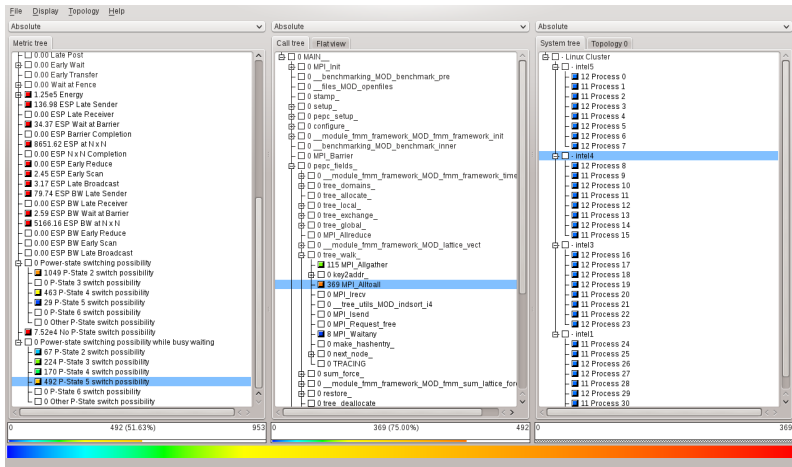 File Display Topology Help
Absolute
Absolute
Absolute
Metric tree
0.00 Late Post
0.00 Early Wait
0.00 Early Transfer
0.00 Wait at Fence
1.25e5 Energy
136.98 ESP Late Sender
0.00 ESP Late Receiver
34.37 ESP Wait at Barrier
0.00 ESP Barrier Completion
8651.62 ESP at N x N
0.00 ESP N x N Completion
0.00 ESP Early Reduce
2.45 ESP Early Scan
3.17 ESP Late Broadcast
79.74 ESP BW Late Sender
0.00 ESP BW Late Receiver
2.59 ESP BW Wait at Barrier
5166.16 ESP BW at N x N
0.00 ESP BW Early Reduce
0.00 ESP BW Early Scan
0.00 ESP BW Late Broadcast
0 Power-state switching possibility
1049 P-State 2 switch possibility
0 P-State 3 switch possibility
463 P-State 4 switch possibility
29 P-State 5 switch possibility
0 P-State 6 switch possibility
0 Other P-State switch possibility
7.52e4 No P-State switch possibility
0 Power-state switching possibility while busy waiting
67 P-State 2 switch possibility
224 P-State 3 switch possibility
170 P-State 4 switch possibility
492 P-State 5 switch possibility
0 P-State 6 switch possibility
0 Other P-State switch possibility
0 492 (51.63%) 953
Call tree Flat view
0 MAIN__
0 MPI_Init
0 __benchmarking_MOD_benchmark_pre
0 __files_MOD_openfiles
0 stamp_
0 setup_
0 pepc_setup_
0 configure_
0 __module_fmm_framework_MOD_fmm_framework_init
0 __benchmarking_MOD_benchmark_inner
0 MPI_Barrier
0 pepc_fields_
0 __module_fmm_framework_MOD_fmm_framework_time
0 tree_domains_
0 tree_allocate_
0 tree_local_
0 tree_exchange_
0 tree_global_
0 MPI_Allreduce
0 __module_fmm_framework_MOD_lattice_vect
0 tree_walk_
115 MPI_Allgather
0 key2addr_
369 MPI_Alltoall
0 MPI_Irecv
0 __tree_utils_MOD_indsort_i4
0 MPI_Isend
0 MPI_Request_free
8 MPI_Waitany
0 make_hashentry_
0 next_node_
0 TRACING
0 sum_force_
0 __module_fmm_framework_MOD_fmm_sum_lattice_for
0 restore_
0 tree_deallocate
0 369 (75.00%) 492
System tree Topology 0
- Linux Cluster
- intel5
12 Process 0
11 Process 1
11 Process 2
12 Process 3
11 Process 4
12 Process 5
12 Process 6
12 Process 7
- intel4
12 Process 8
11 Process 9
12 Process 10
12 Process 11
12 Process 12
11 Process 13
12 Process 14
11 Process 15
- intel3
12 Process 16
12 Process 17
12 Process 18
12 Process 19
11 Process 20
11 Process 21
11 Process 22
12 Process 23
- intel1
11 Process 24
11 Process 25
12 Process 26
12 Process 27
11 Process 28
11 Process 29
11 Process 30
0 369